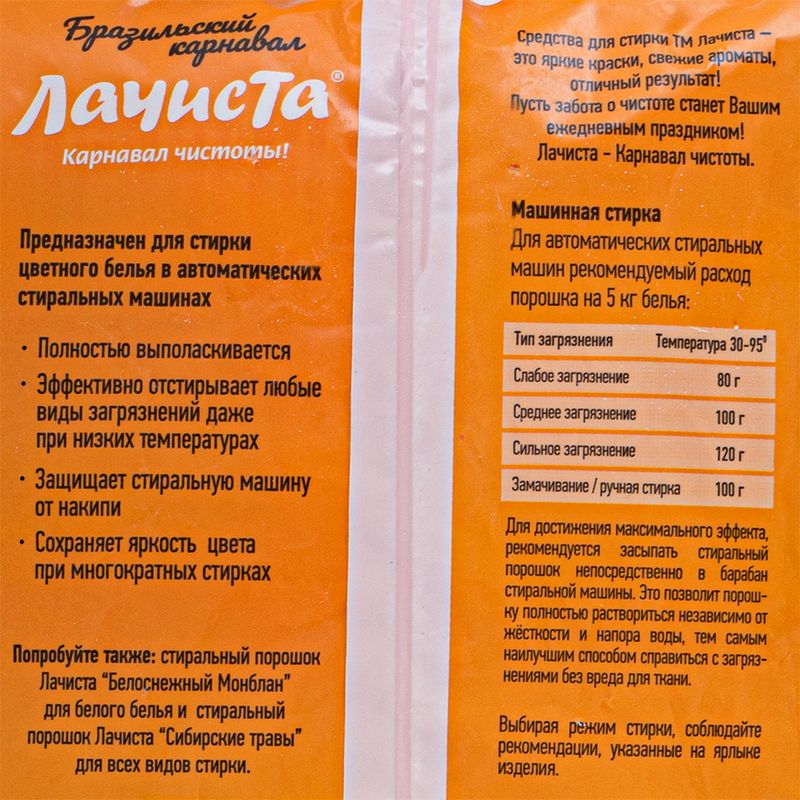 Бразильский
карнавал
Лачиста®
Карнавал чистоты!
Предназначен для стирки
цветного белья в автоматических
стиральных машинах
· Полностью выполаскивается
· Эффективно отстирывает любые
виды загрязнений даже
при низких температурах
· Защищает стиральную машину
от накипи
· Сохраняет яркость цвета
при многократных стирках
Попробуйте также: стиральный порошок
Лачиста “Белоснежный Монблан”
для белого белья и стиральный
порошок Лачиста “Сибирские травы”
для всех видов стирки.
Средства для стирки ТМ Лачиста –
это яркие краски, свежие ароматы,
отличный результат!
Пусть забота о чистоте станет Вашим
ежедневным праздником!
Лачиста - Карнавал чистоты.
Машинная стирка
Для автоматических стиральных
машин рекомендуемый расход
порошка на 5 кг белья:
Тип загрязнения Температура 30-95°
Слабое загрязнение 80 г
Среднее загрязнение 100 г
Сильное загрязнение 120 г
Замачивание / ручная стирка 100 г
Для достижения максимального эффекта,
рекомендуется засыпать стиральный
порошок непосредственно в барабан
стиральной машины. Это позволит порош-
ку полностью раствориться независимо от
жёсткости и напора воды, тем самым
наилучшим способом справиться с загряз-
нениями без вреда для ткани.
Выбирая режим стирки, соблюдайте
рекомендации, указанные на ярлыке
изделия.